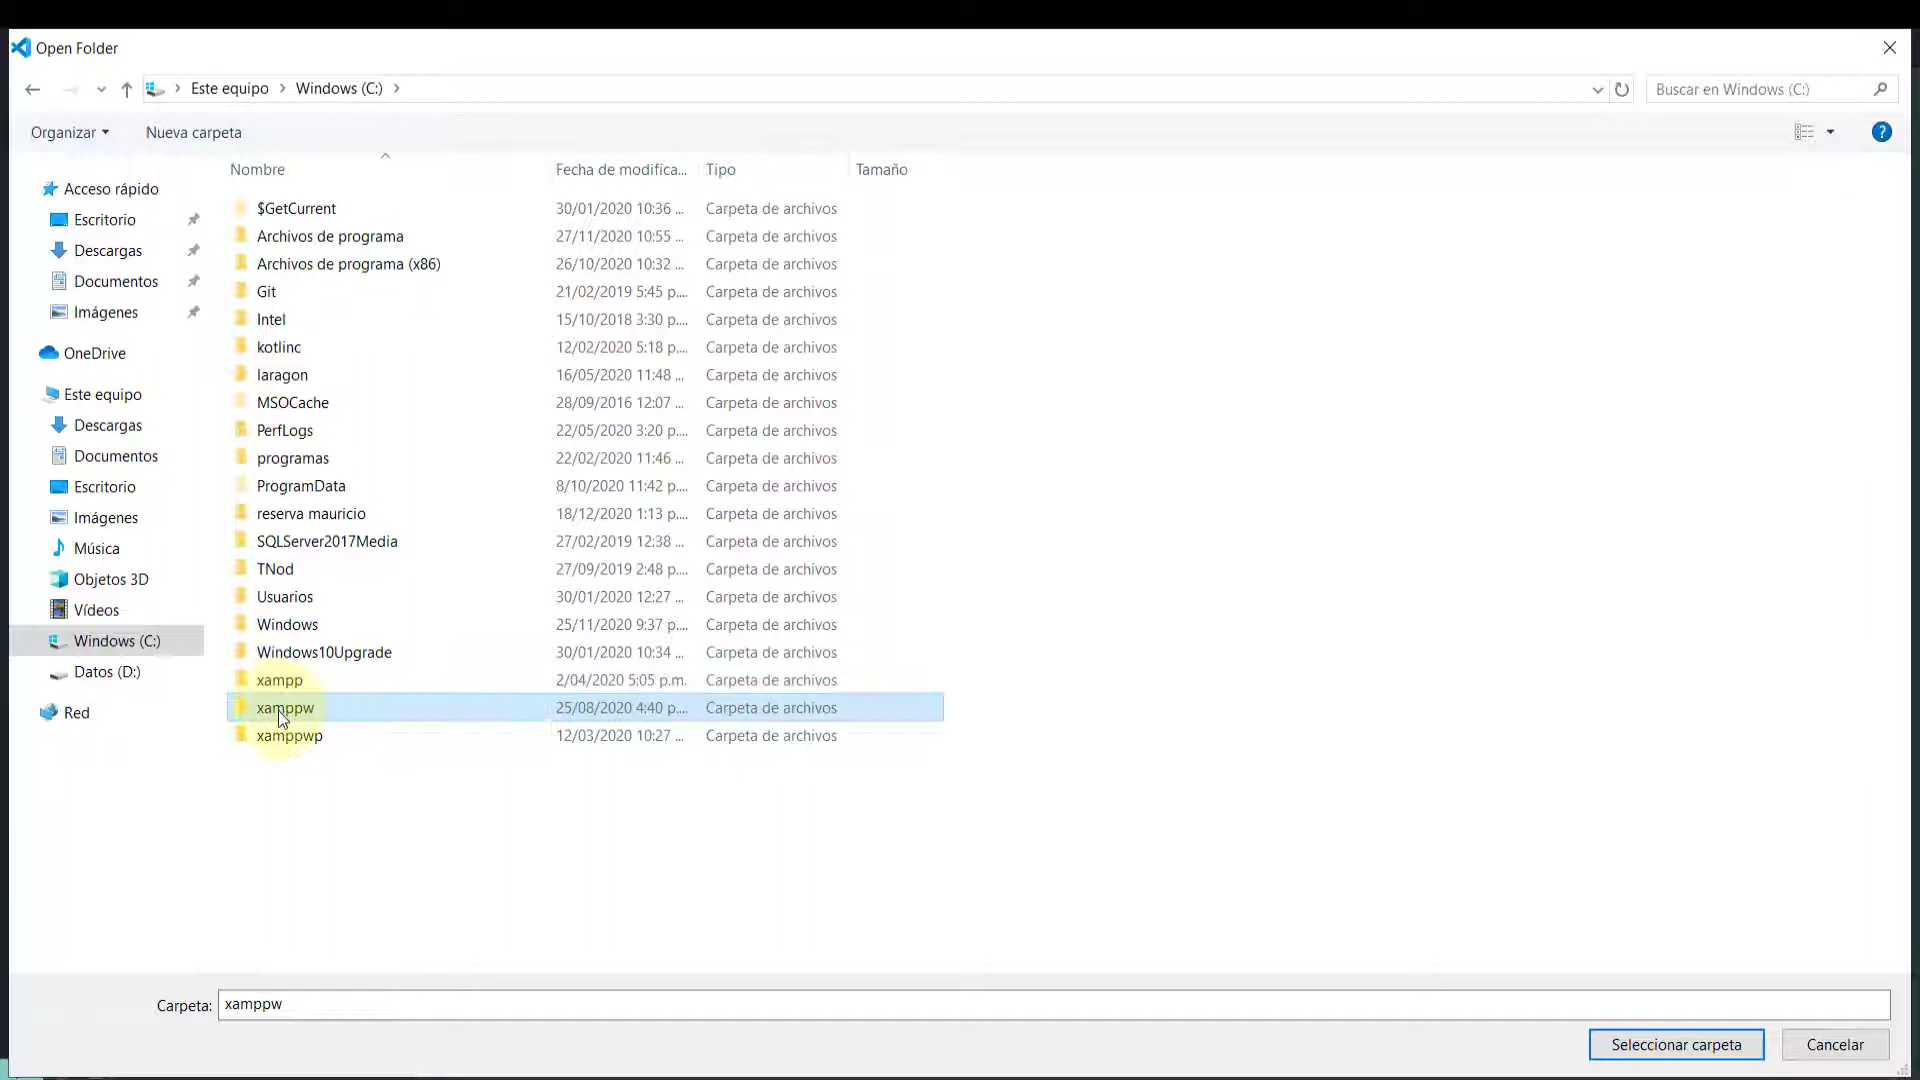 Open Folder
Este equipo Windows (C:)
Buscar en Windows (C:)
Organizar Nueva carpeta
?
Nombre Fecha de modifica... Tipo Tamaño
Acceso rápido
Escritorio
Descargas
Documentos
Imágenes
OneDrive
Este equipo
Descargas
Documentos
Escritorio
Imágenes
Música
Objetos 3D
Vídeos
Windows (C:)
Datos (D:)
Red
$GetCurrent 30/01/2020 10:36 ... Carpeta de archivos
Archivos de programa 27/11/2020 10:55 ... Carpeta de archivos
Archivos de programa (x86) 26/10/2020 10:32 ... Carpeta de archivos
Git 21/02/2019 5:45 p.... Carpeta de archivos
Intel 15/10/2018 3:30 p.... Carpeta de archivos
kotlinc 12/02/2020 5:18 p.... Carpeta de archivos
laragon 16/05/2020 11:48 ... Carpeta de archivos
MSOCache 28/09/2016 12:07 ... Carpeta de archivos
PerfLogs 22/05/2020 3:20 p.... Carpeta de archivos
programas 22/02/2020 11:46 ... Carpeta de archivos
ProgramData 8/10/2020 11:42 p.... Carpeta de archivos
reserva mauricio 18/12/2020 1:13 p.... Carpeta de archivos
SQLServer2017Media 27/02/2019 12:38 ... Carpeta de archivos
TNod 27/09/2019 2:48 p.... Carpeta de archivos
Usuarios 30/01/2020 12:27 ... Carpeta de archivos
Windows 25/11/2020 9:37 p.... Carpeta de archivos
Windows10Upgrade 30/01/2020 10:34 ... Carpeta de archivos
xampp 2/04/2020 5:05 p.m. Carpeta de archivos
xamppw 25/08/2020 4:40 p.... Carpeta de archivos
xamppwp 12/03/2020 10:27 ... Carpeta de archivos
Carpeta: xamppw
Seleccionar carpeta Cancelar